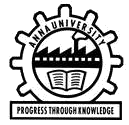 ANNA UNIVERSITY
PROGRESS THROUGH KNOWLEDGE